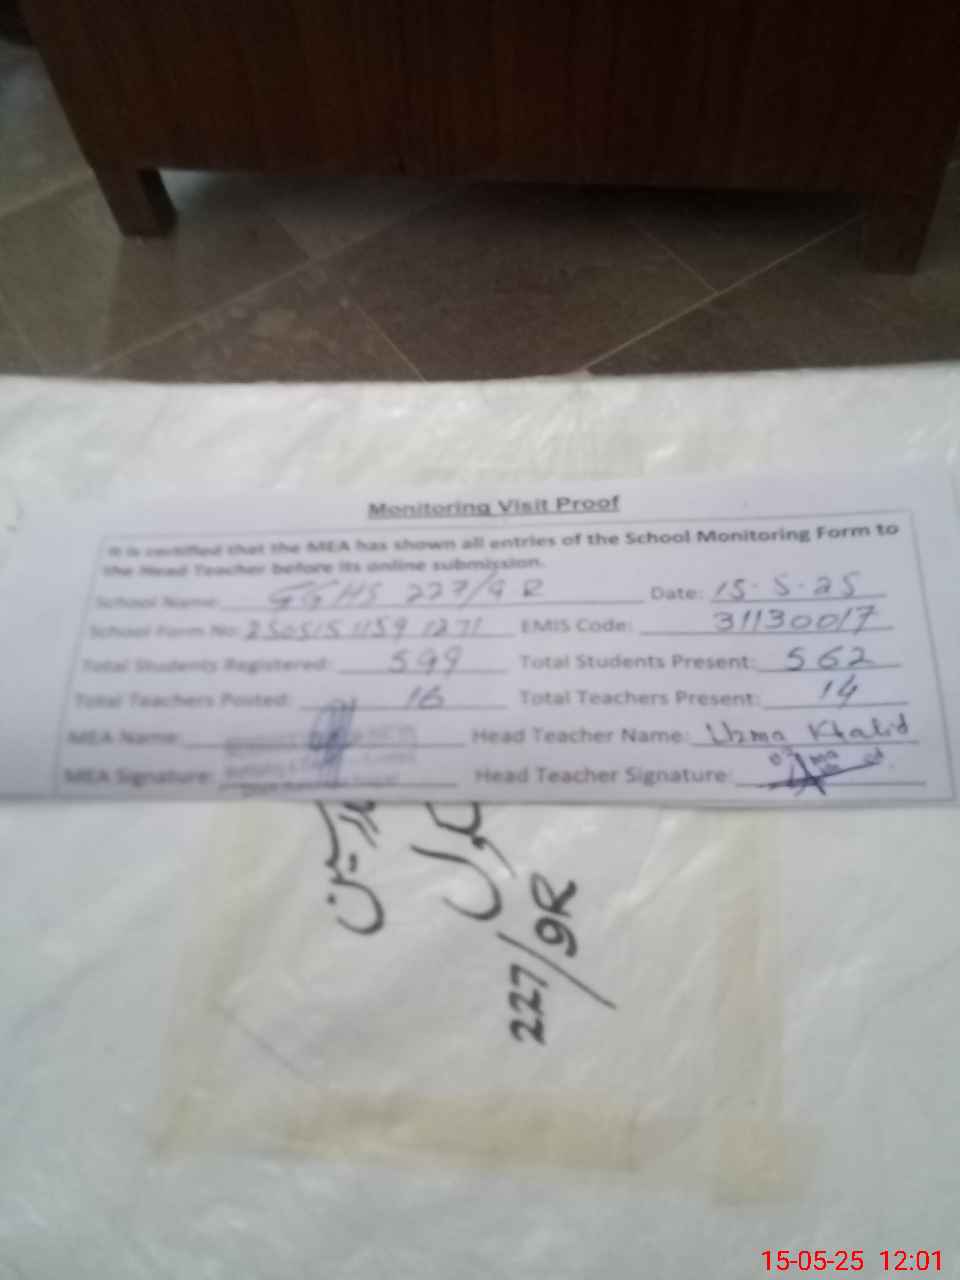 Monitoring Visit Proof
It is certified that the MEA has shown all entries of the School Monitoring Form to
the Head Teacher before its online submission.
School Name: GGHS 227/9 R Date: 15-5-25
School Form No: 2505151159 1271 EMIS Code: 31130017
Total Students Registered: 599 Total Students Present: 562
Total Teachers Posted: 16 Total Teachers Present: 14
MEA Name: Head Teacher Name: Uzma Khalid
MEA Signature: Head Teacher Signature:
227/9R
15-05-25 12:01